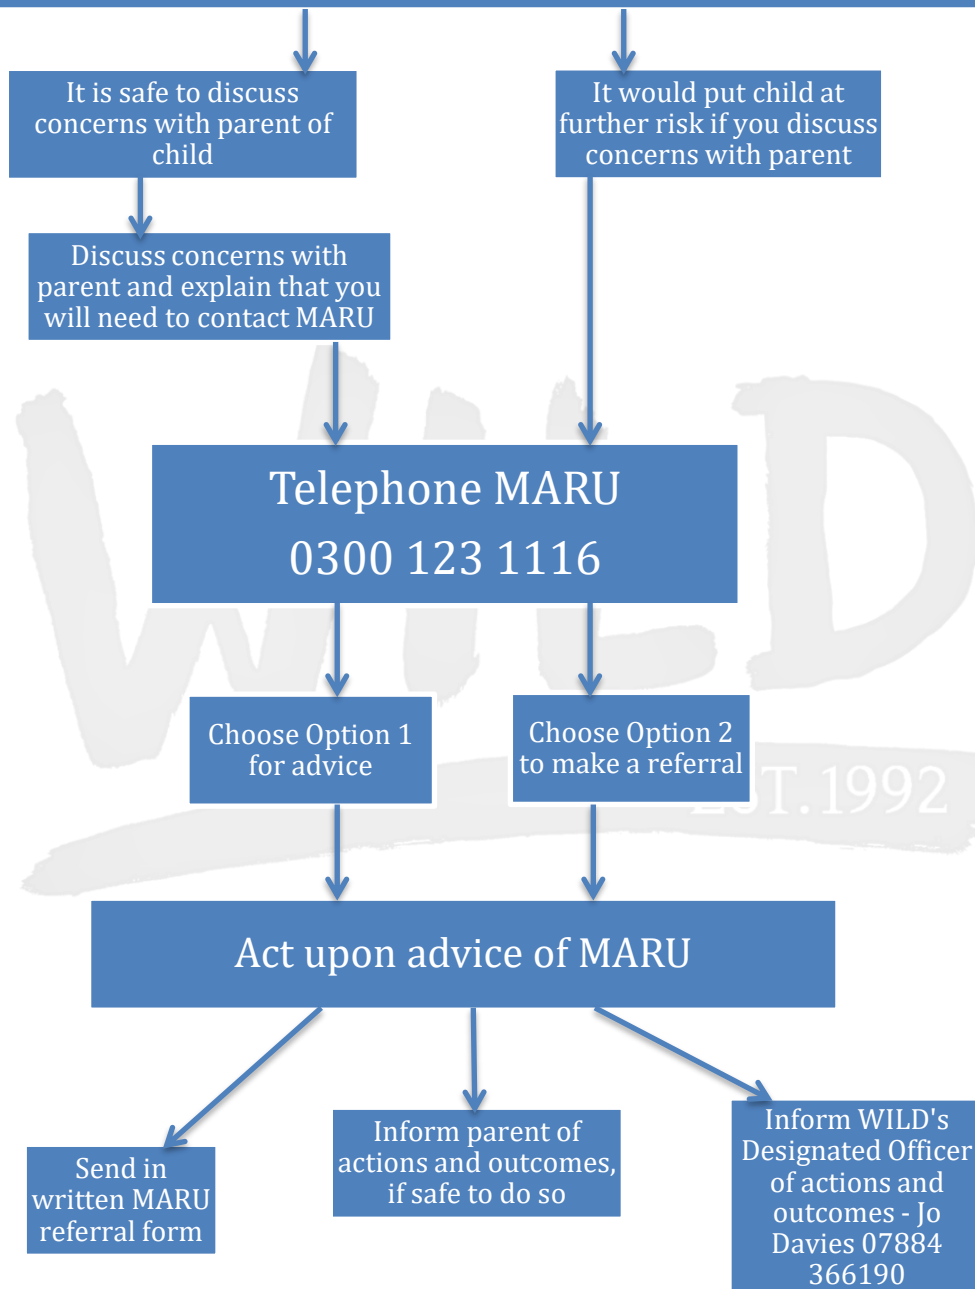 It is safe to discuss
concerns with parent of
child
It would put child at
further risk if you discuss
concerns with parent
Discuss concerns with
parent and explain that you
will need to contact MARU
WILD
Telephone MARU
0300 123 1116
Choose Option 1
for advice
Choose Option 2
to make a referral
EST.1992
Act upon advice of MARU
Send in
written MARU
referral form
Inform parent of
actions and outcomes,
if safe to do so
Inform WILD's
Designated Officer
of actions and
outcomes - Jo
Davies 07884
366190